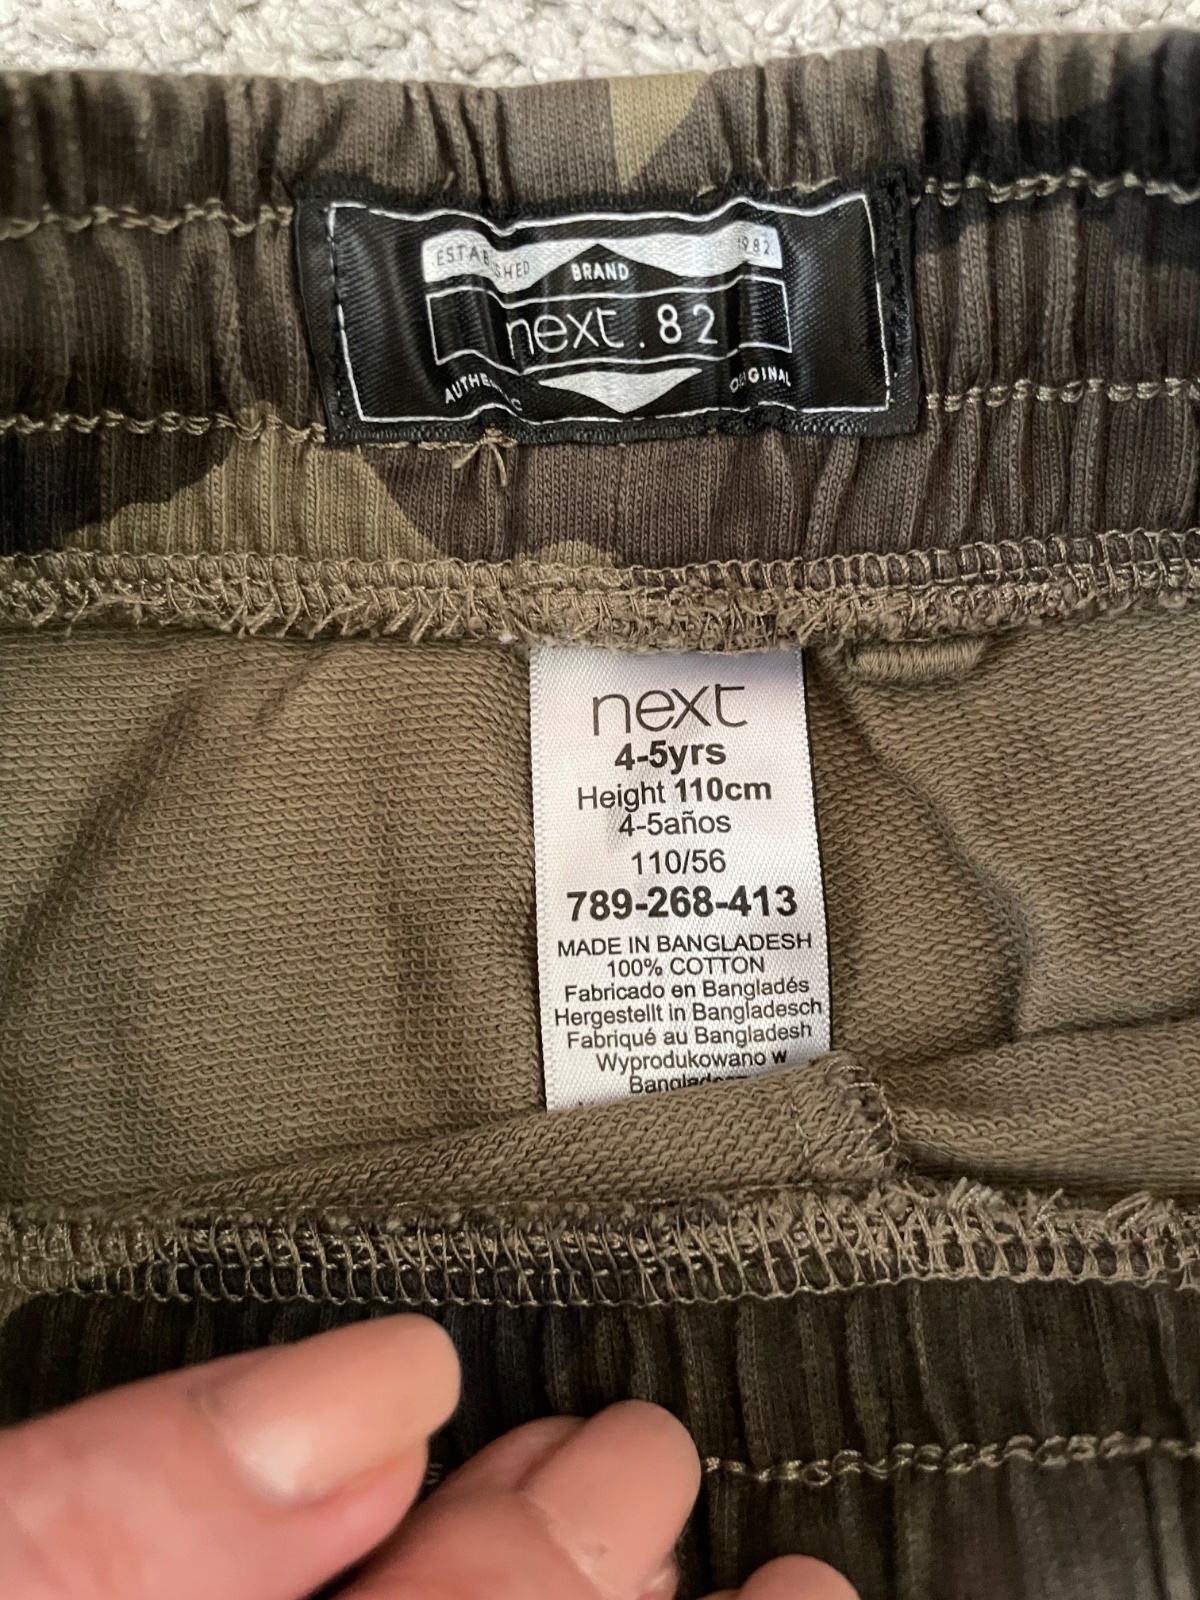 ESTABLISHED 1982
BRAND
next.82
AUTHENTIC ORIGINAL
next
4-5yrs
Height 110cm
4-5años
110/56
789-268-413
MADE IN BANGLADESH
100% COTTON
Fabricado en Bangladés
Hergestellt in Bangladesch
Fabriqué au Bangladesh
Wyprodukowano w